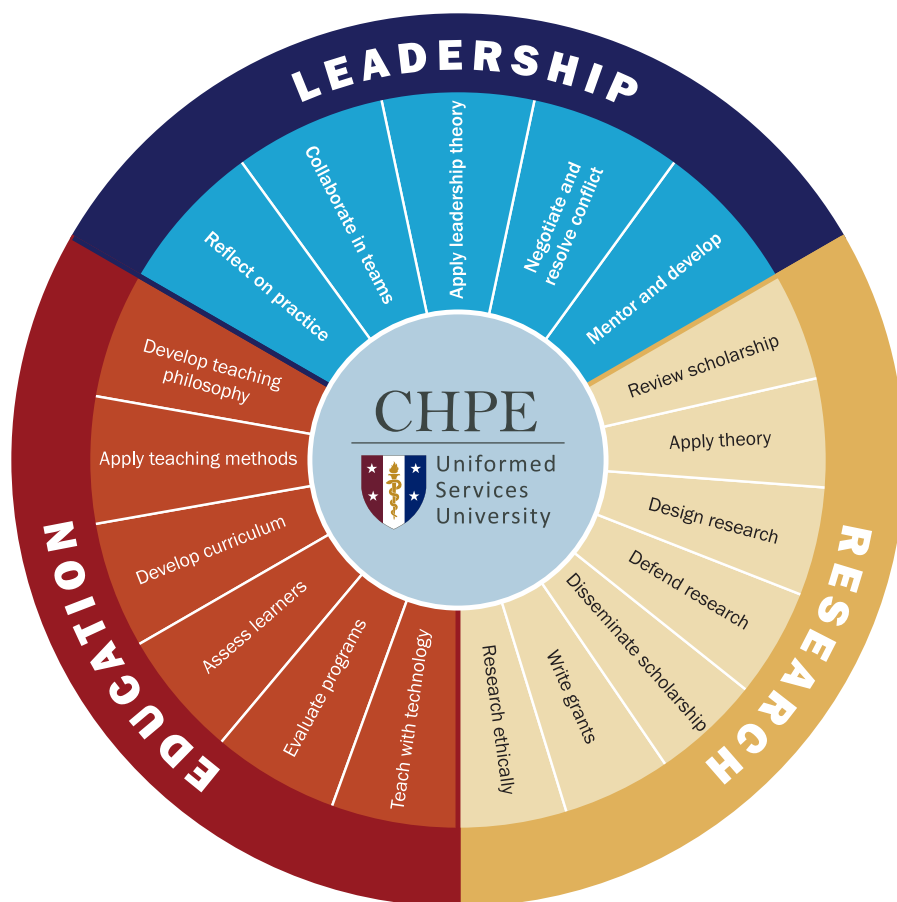 LEADERSHIP
Reflect on practice
Collaborate in teams
Apply leadership theory
Negotiate and
resolve conflict
Mentor and develop
RESEARCH
Review scholarship
Apply theory
Design research
Defend research
Disseminate scholarship
Write grants
Research ethically
EDUCATION
Develop teaching
philosophy
Apply teaching methods
Develop curriculum
Assess learners
Evaluate programs
Teach with technology
CHPE
Uniformed
Services
University